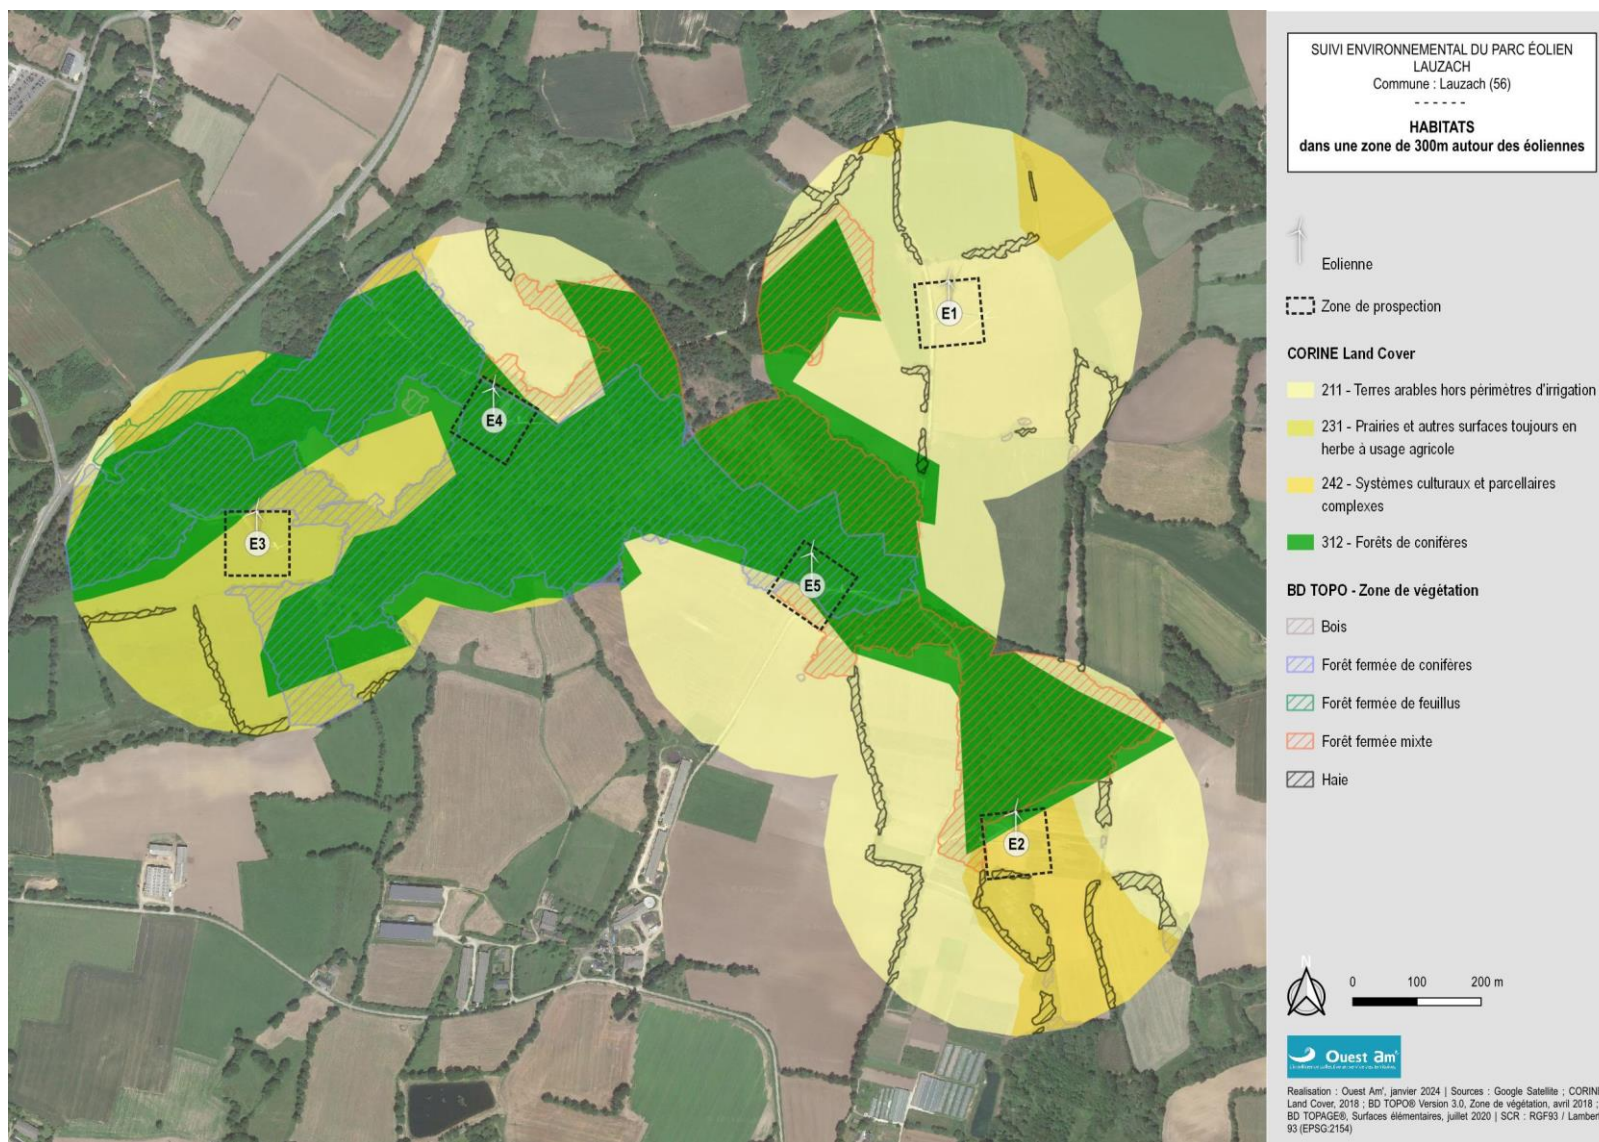 SUIVI ENVIRONNEMENTAL DU PARC ÉOLIEN
LAUZACH
Commune : Lauzach (56)
- - - - - -
HABITATS
dans une zone de 300m autour des éoliennes
Eolienne
Zone de prospection
CORINE Land Cover
211 - Terres arables hors périmètres d'irrigation
231 - Prairies et autres surfaces toujours en
herbe à usage agricole
242 - Systèmes culturaux et parcellaires
complexes
312 - Forêts de conifères
BD TOPO - Zone de végétation
Bois
Forêt fermée de conifères
Forêt fermée de feuillus
Forêt fermée mixte
Haie
E1
E4
E3
E5
E2
N
0 100 200 m
Ouest am'
Realisation : Ouest Am', janvier 2024 | Sources : Google Satellite ; CORINE
Land Cover, 2018 ; BD TOPO® Version 3.0, Zone de végétation, avril 2018 ;
BD TOPAGE®, Surfaces élémentaires, juillet 2020 | SCR : RGF93 / Lambert
93 (EPSG:2154)